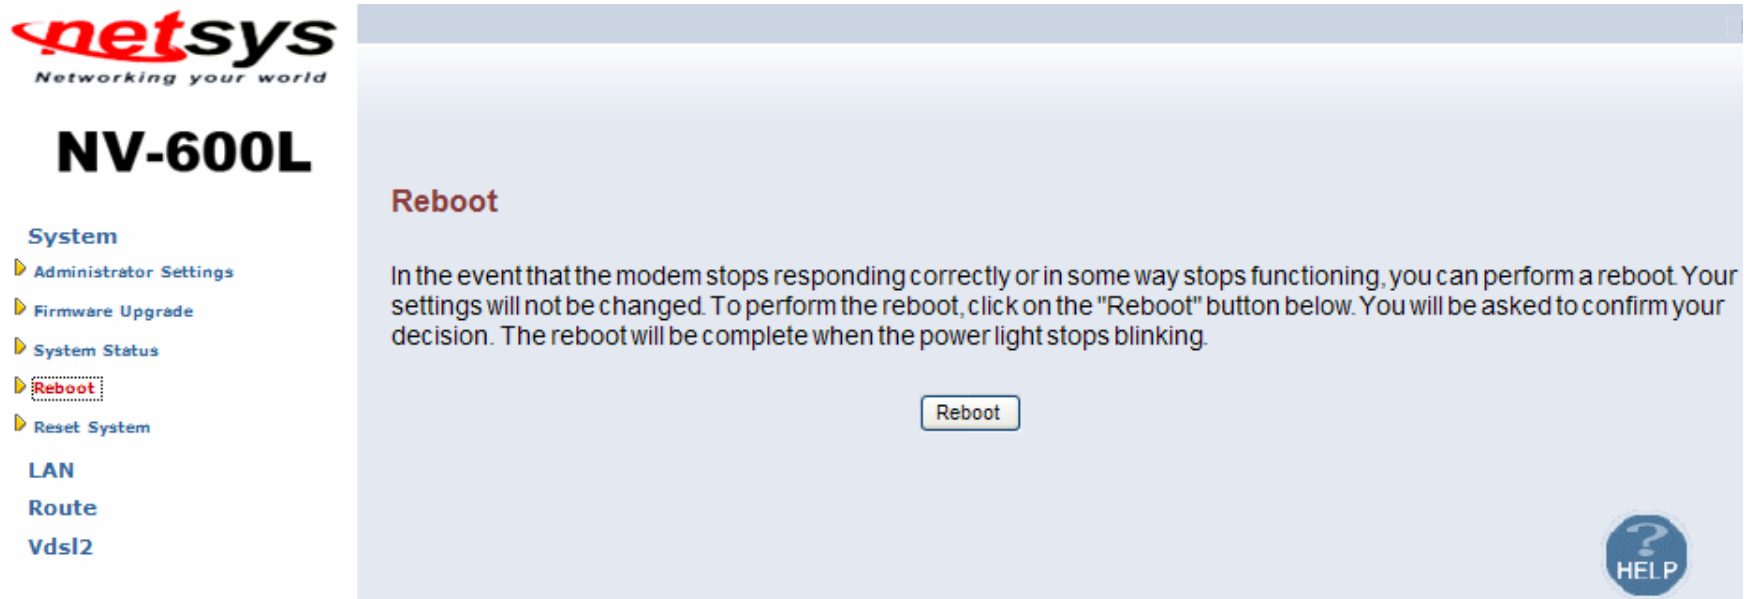 netsys
Networking your world
NV-600L
System
Administrator Settings
Firmware Upgrade
System Status
Reboot
Reset System
LAN
Route
Vdsl2
Reboot
In the event that the modem stops responding correctly or in some way stops functioning, you can perform a reboot. Your
settings will not be changed. To perform the reboot, click on the "Reboot" button below. You will be asked to confirm your
decision. The reboot will be complete when the power light stops blinking.
Reboot
?
HELP